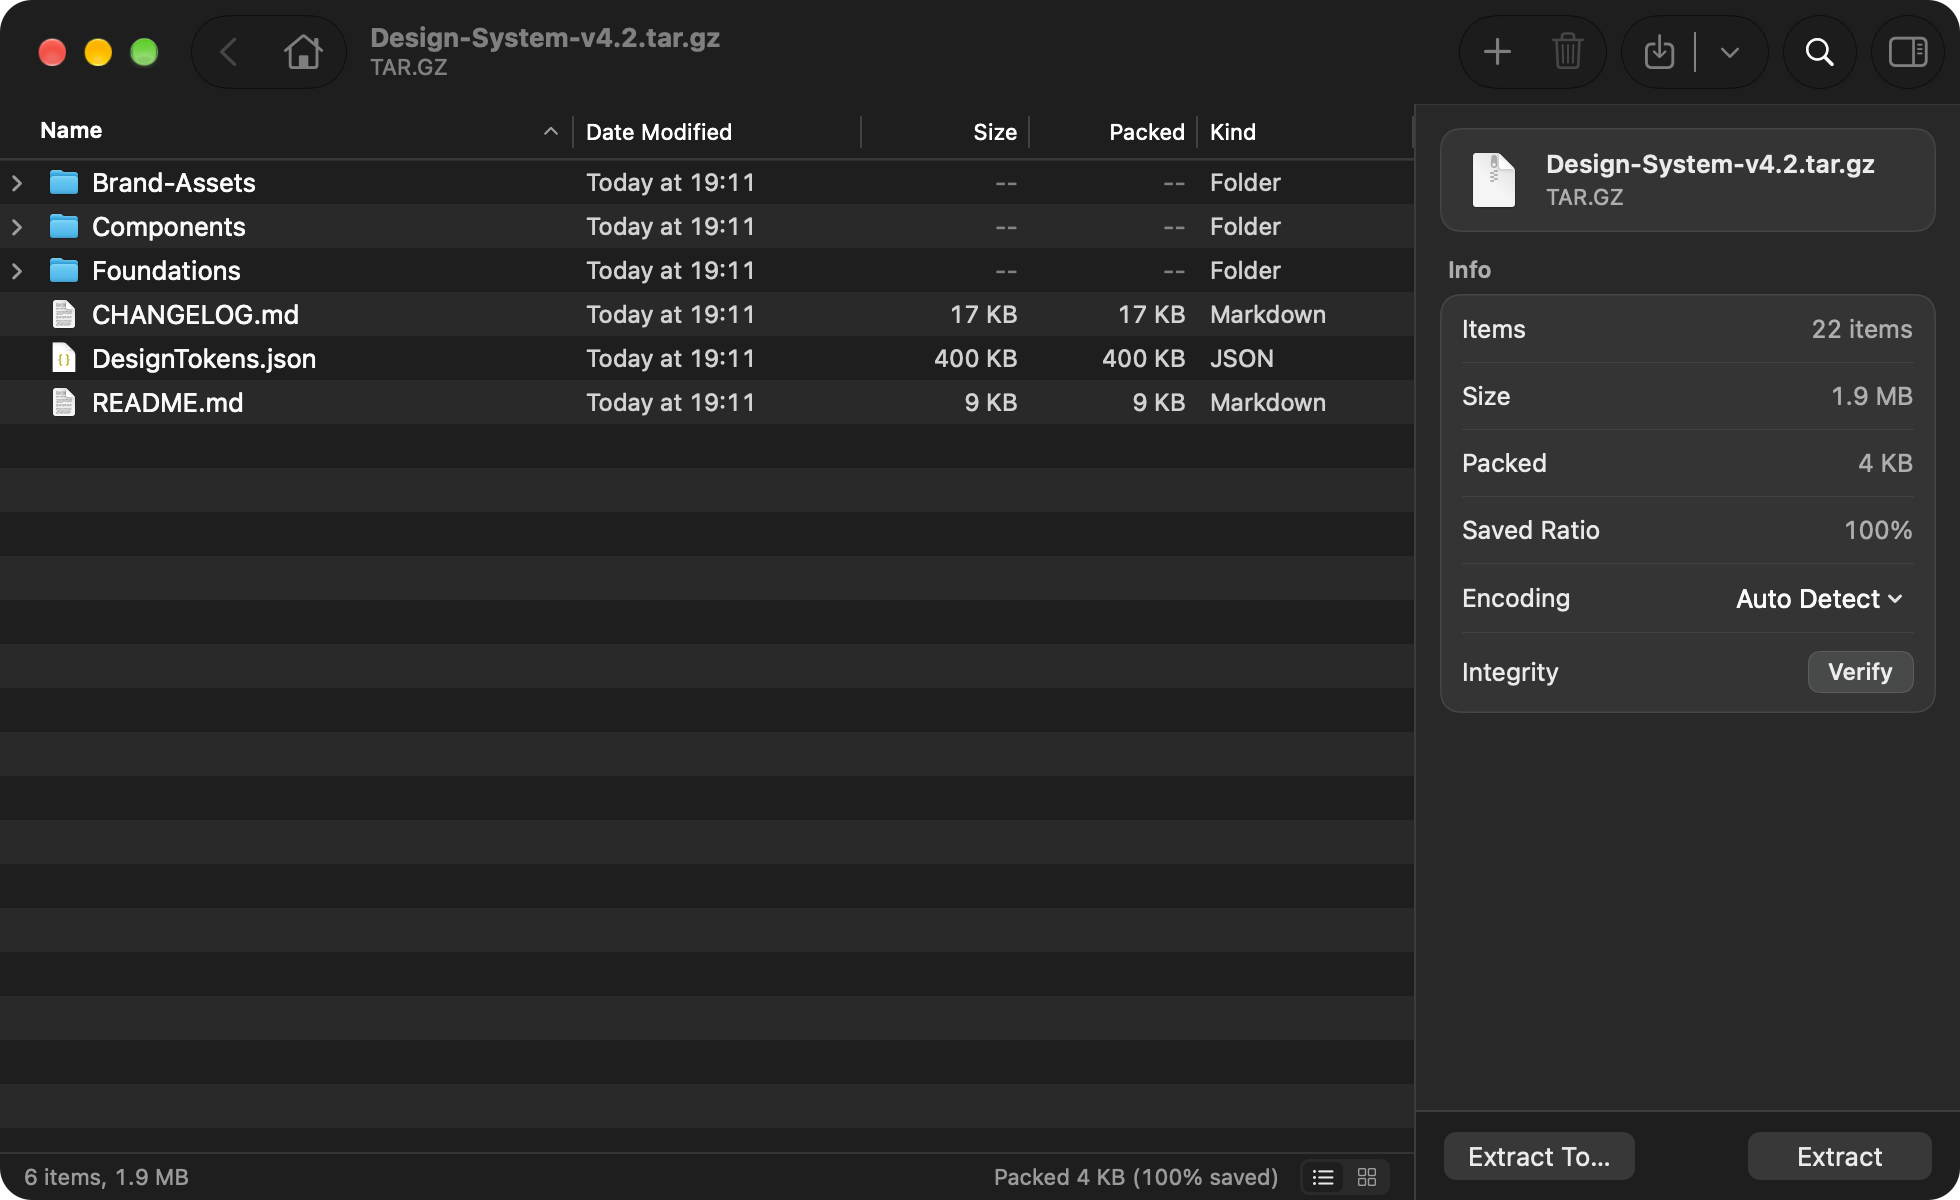 Design-System-v4.2.tar.gz
TAR.GZ
Name Date Modified Size Packed Kind
Brand-Assets Today at 19:11 -- -- Folder
Components Today at 19:11 -- -- Folder
Foundations Today at 19:11 -- -- Folder
CHANGELOG.md Today at 19:11 17 KB 17 KB Markdown
DesignTokens.json Today at 19:11 400 KB 400 KB JSON
README.md Today at 19:11 9 KB 9 KB Markdown
6 items, 1.9 MB
Packed 4 KB (100% saved)
Design-System-v4.2.tar.gz
TAR.GZ
Info
Items 22 items
Size 1.9 MB
Packed 4 KB
Saved Ratio 100%
Encoding Auto Detect
Integrity Verify
Extract To... Extract